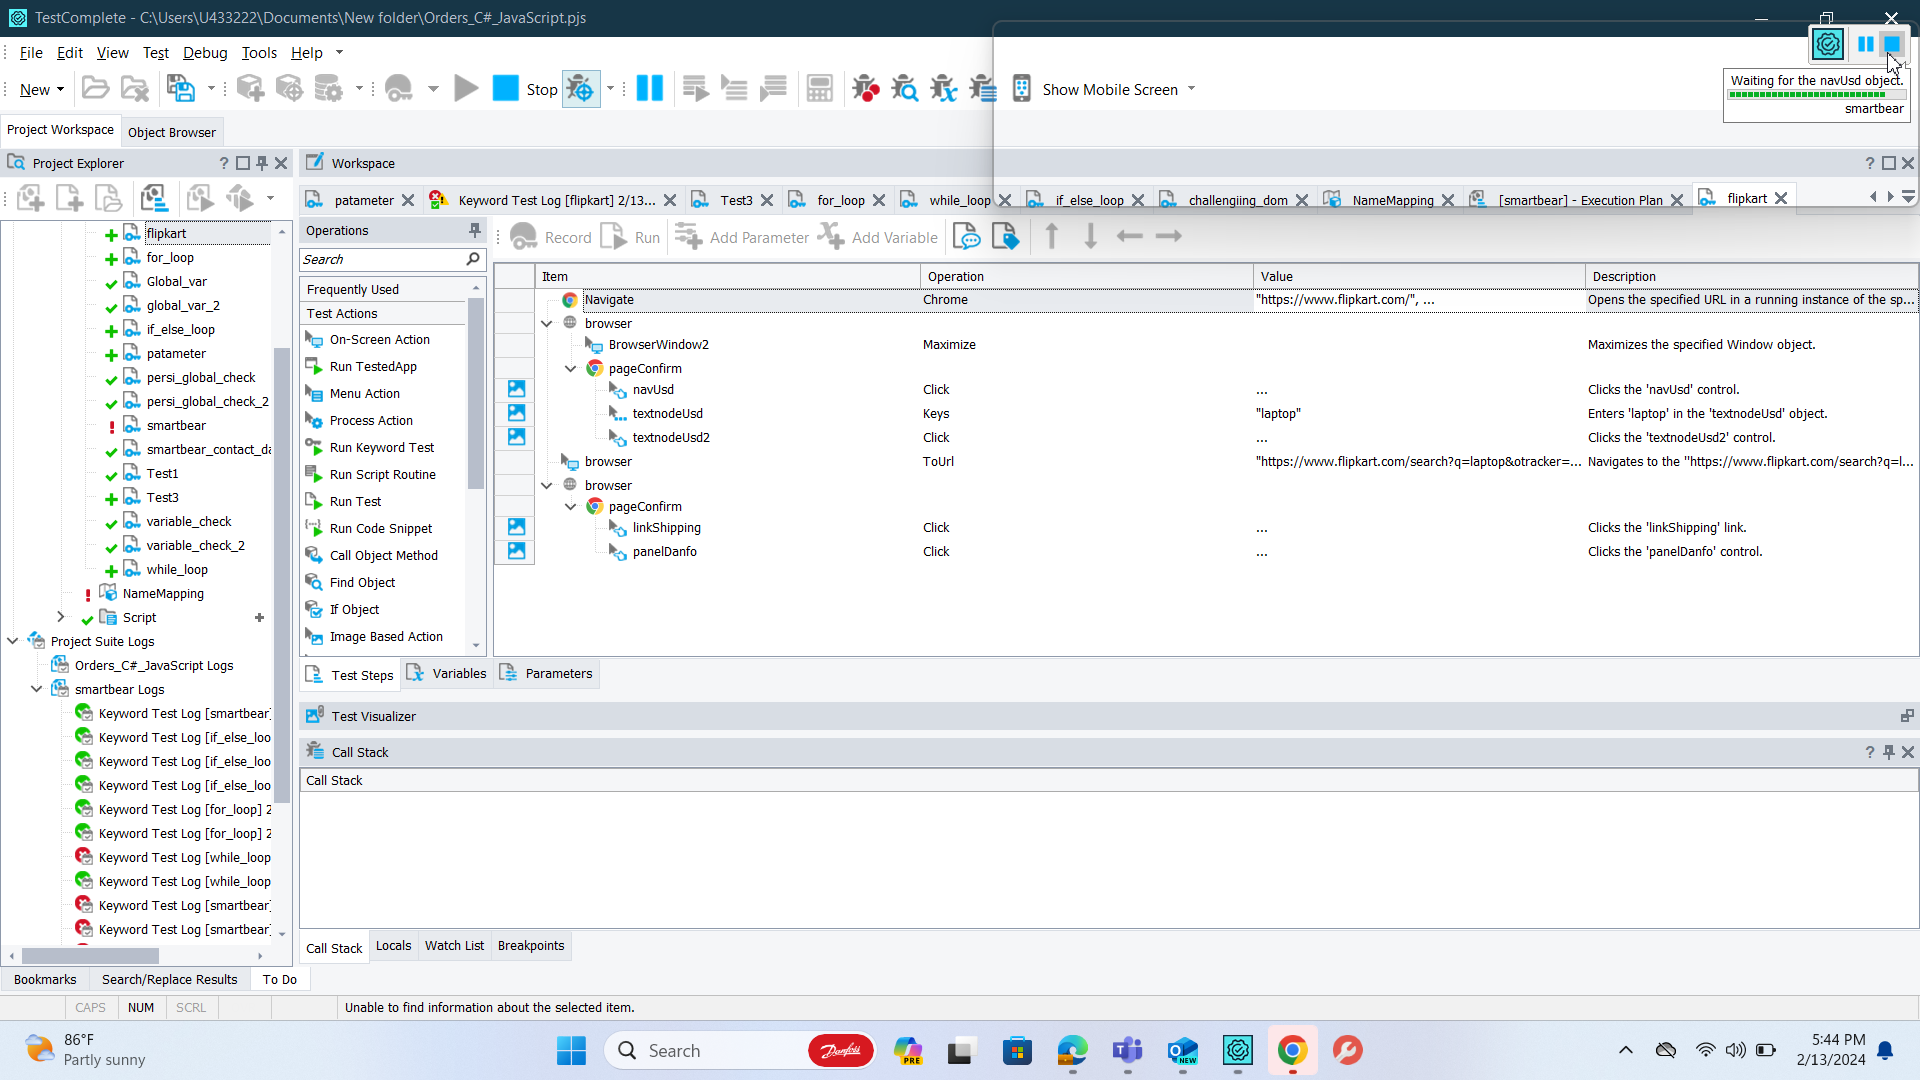 TestComplete - C:\Users\U433222\Documents\New folder\Orders_C#_JavaScript.pjs
File Edit View Test Debug Tools Help
New Stop Show Mobile Screen
Waiting for the navUsd object.
smartbear
Project Workspace Object Browser
Project Explorer ?
Workspace ?
patameter Keyword Test Log [flipkart] 2/13... Test3 for_loop while_loop if_else_loop challengiing_dom NameMapping [smartbear] - Execution Plan flipkart
flipkart
for_loop
Global_var
global_var_2
if_else_loop
patameter
persi_global_check
persi_global_check_2
smartbear
smartbear_contact_da
Test1
Test3
variable_check
variable_check_2
while_loop
NameMapping
Script
Project Suite Logs
Orders_C#_JavaScript Logs
smartbear Logs
Keyword Test Log [smartbear]
Keyword Test Log [if_else_loo
Keyword Test Log [if_else_loo
Keyword Test Log [if_else_loo
Keyword Test Log [for_loop] 2
Keyword Test Log [for_loop] 2
Keyword Test Log [while_loop
Keyword Test Log [while_loop
Keyword Test Log [smartbear]
Keyword Test Log [smartbear]
Operations
Search
Frequently Used
Test Actions
On-Screen Action
Run TestedApp
Menu Action
Process Action
Run Keyword Test
Run Script Routine
Run Test
Run Code Snippet
Call Object Method
Find Object
If Object
Image Based Action
Record Run Add Parameter Add Variable
Item Operation Value Description
Navigate Chrome "https://www.flipkart.com/", ... Opens the specified URL in a running instance of the sp...
browser
BrowserWindow2 Maximize Maximizes the specified Window object.
pageConfirm
navUsd Click ... Clicks the 'navUsd' control.
textnodeUsd Keys "laptop" Enters 'laptop' in the 'textnodeUsd' object.
textnodeUsd2 Click ... Clicks the 'textnodeUsd2' control.
browser ToUrl "https://www.flipkart.com/search?q=laptop&otracker=... Navigates to the "https://www.flipkart.com/search?q=l...
browser
pageConfirm
linkShipping Click ... Clicks the 'linkShipping' link.
panelDanfo Click ... Clicks the 'panelDanfo' control.
Test Steps Variables Parameters
Test Visualizer
Call Stack ?
Call Stack
Call Stack Locals Watch List Breakpoints
Bookmarks Search/Replace Results To Do
CAPS NUM SCRL Unable to find information about the selected item.
86°F
Partly sunny
Search Danfoss PRE NEW
5:44 PM
2/13/2024